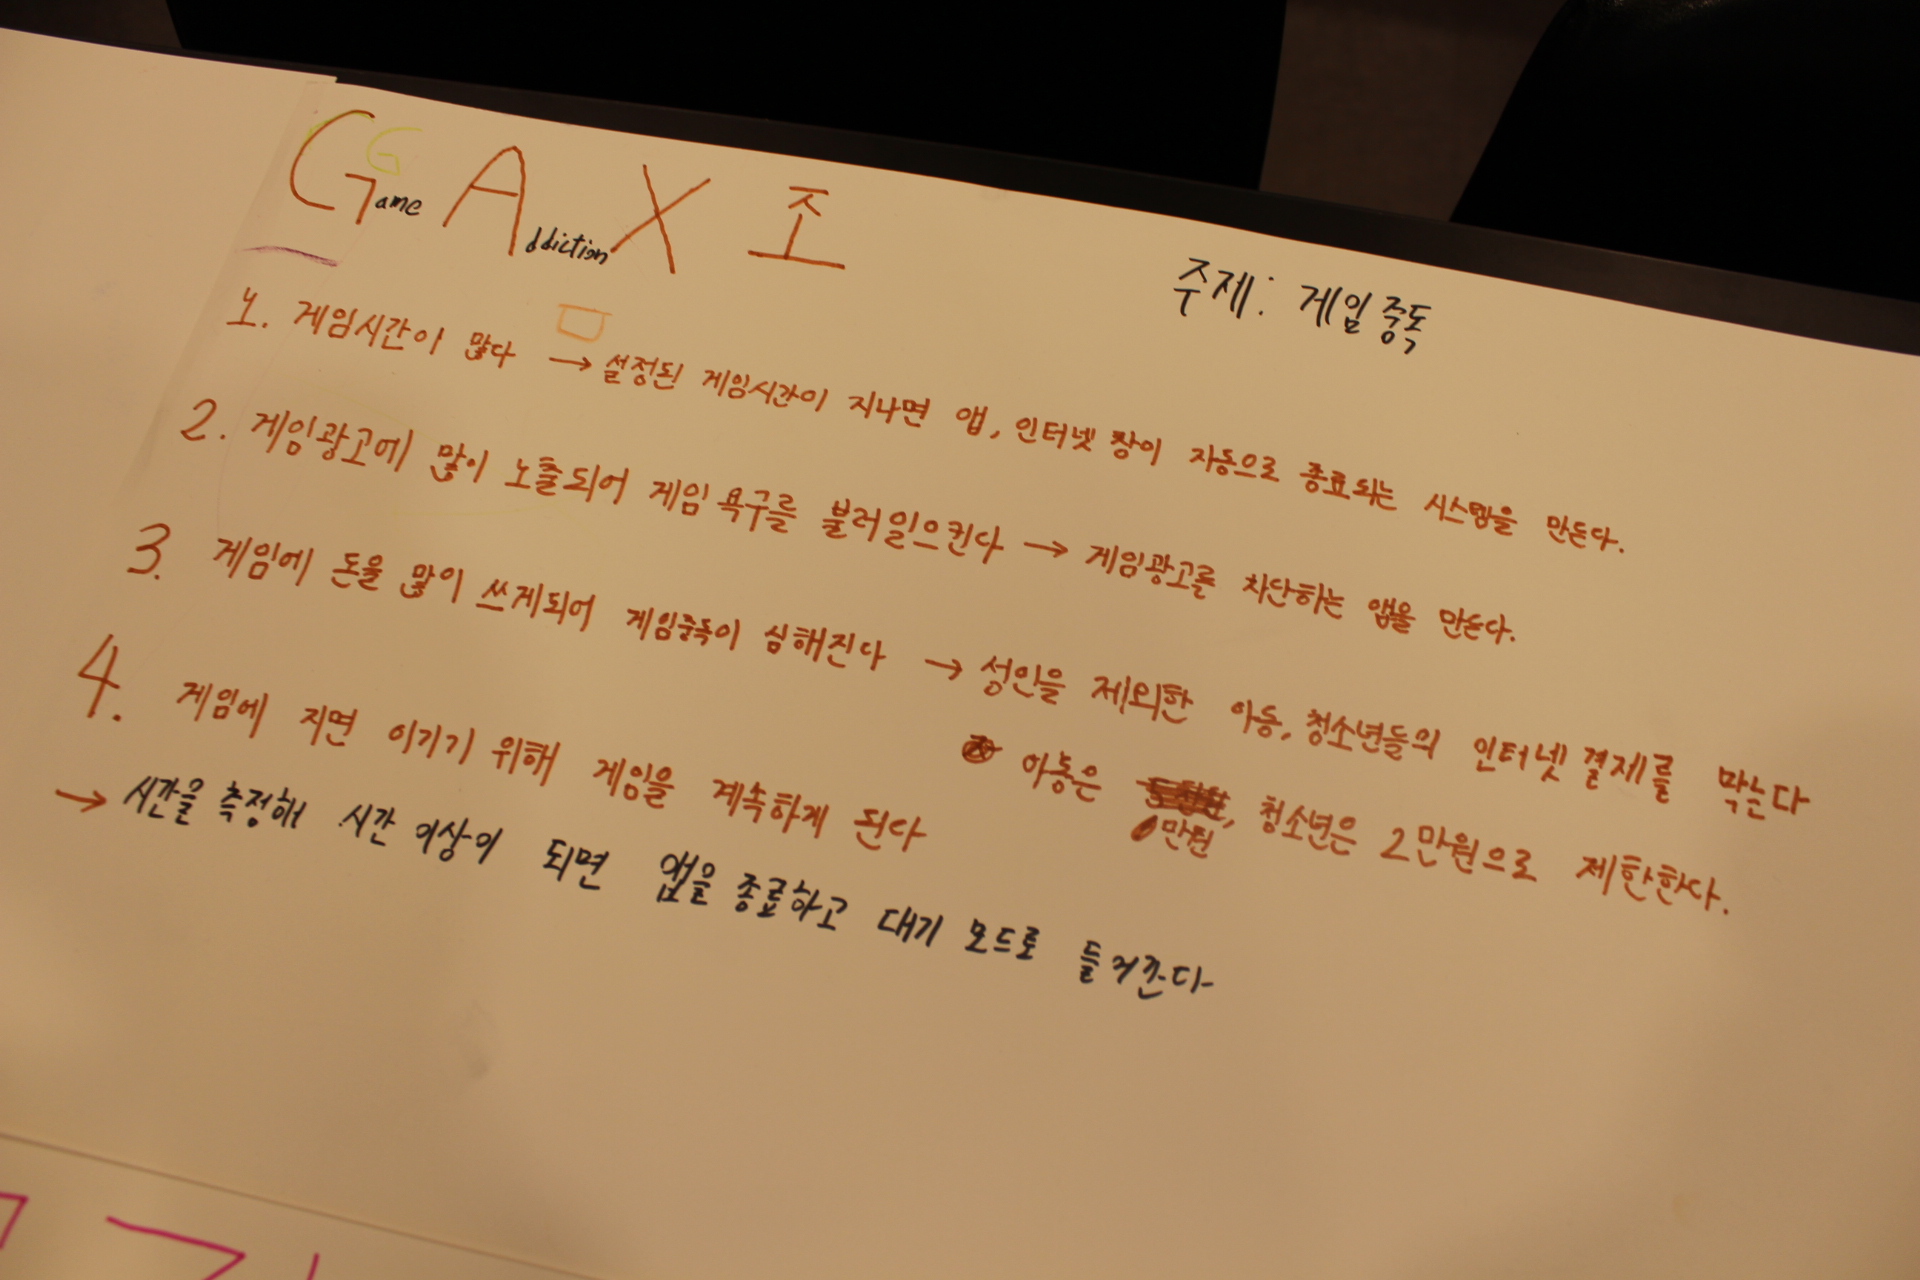 Game Addiction X 조
주제: 게임중독
1. 게임시간이 많다 → 설정된 게임시간이 지나면 앱, 인터넷 창이 자동으로 종료되는 시스템을 만든다.
2. 게임광고에 많이 노출되어 게임 욕구를 불러일으킨다 → 게임광고를 차단하는 앱을 만든다.
3. 게임에 돈을 많이 쓰게되어 게임중독이 심해진다 → 성인을 제외한 아동, 청소년들의 인터넷 결제를 막는다
아동은 만원, 청소년은 2만원으로 제한한다.
4. 게임에 지면 이기기 위해 게임을 계속하게 된다
→ 시간을 측정해 시간 이상이 되면 앱을 종료하고 대기 모드로 들어간다